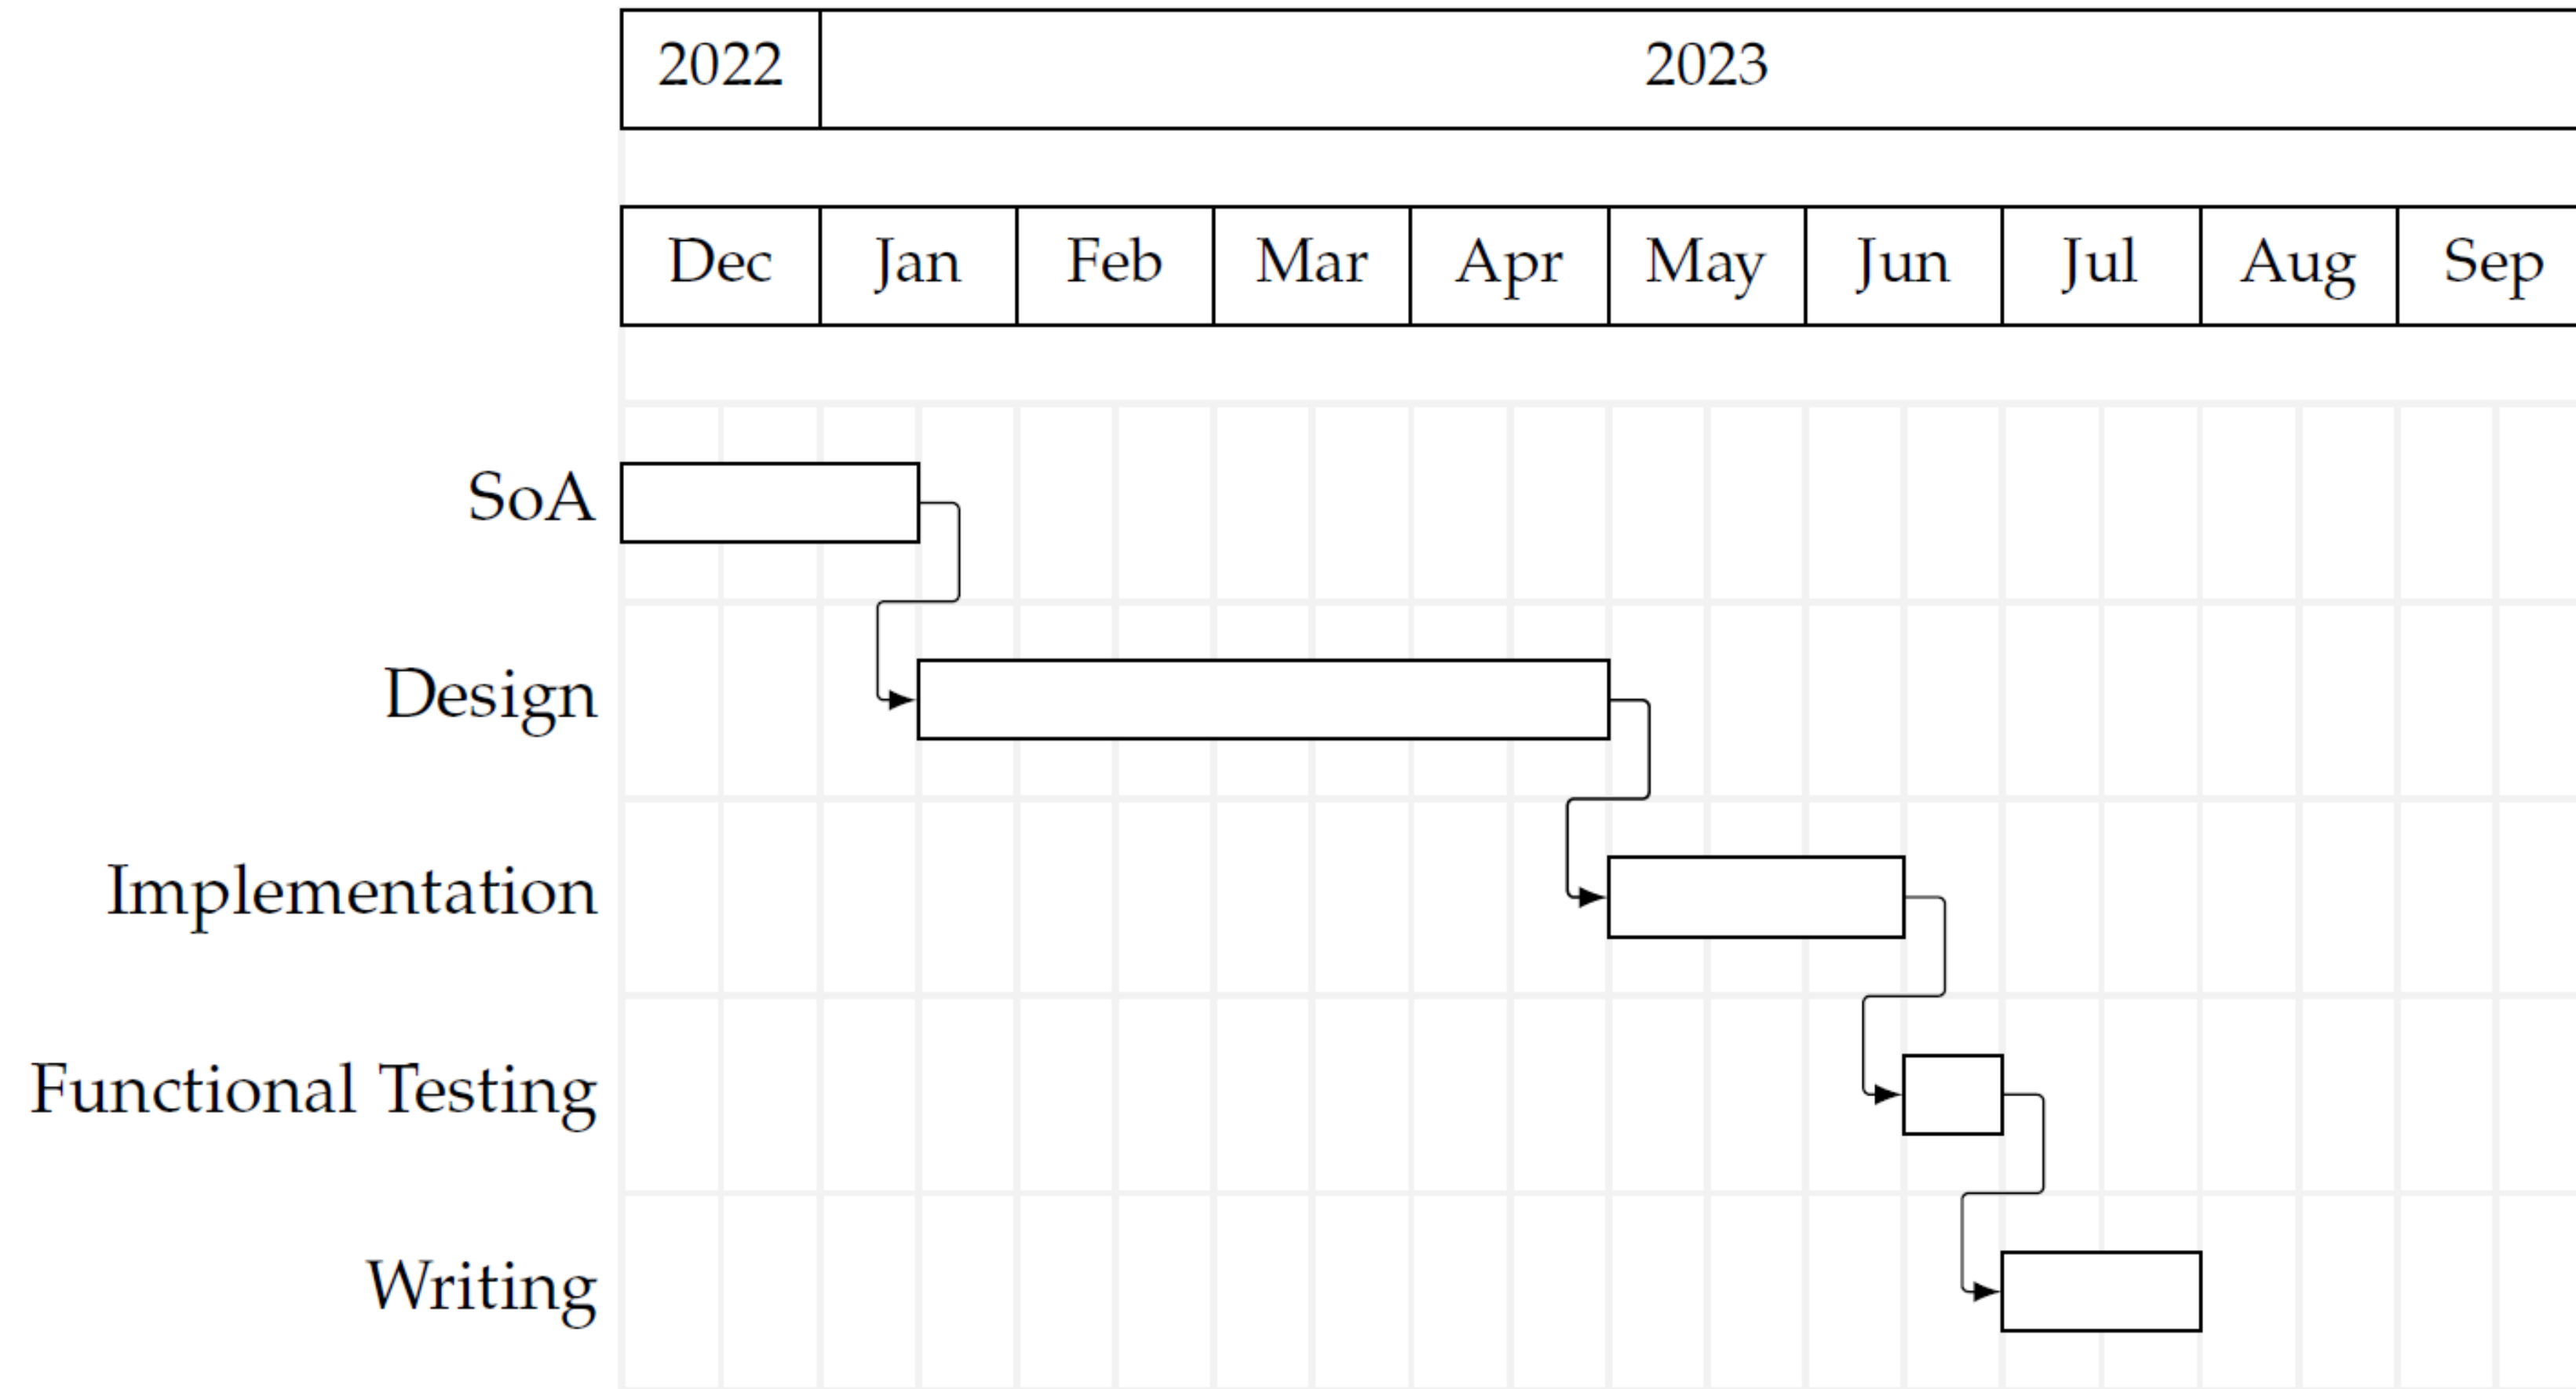 2022 2023
Dec Jan Feb Mar Apr May Jun Jul Aug Sep
SoA
Design
Implementation
Functional Testing
Writing